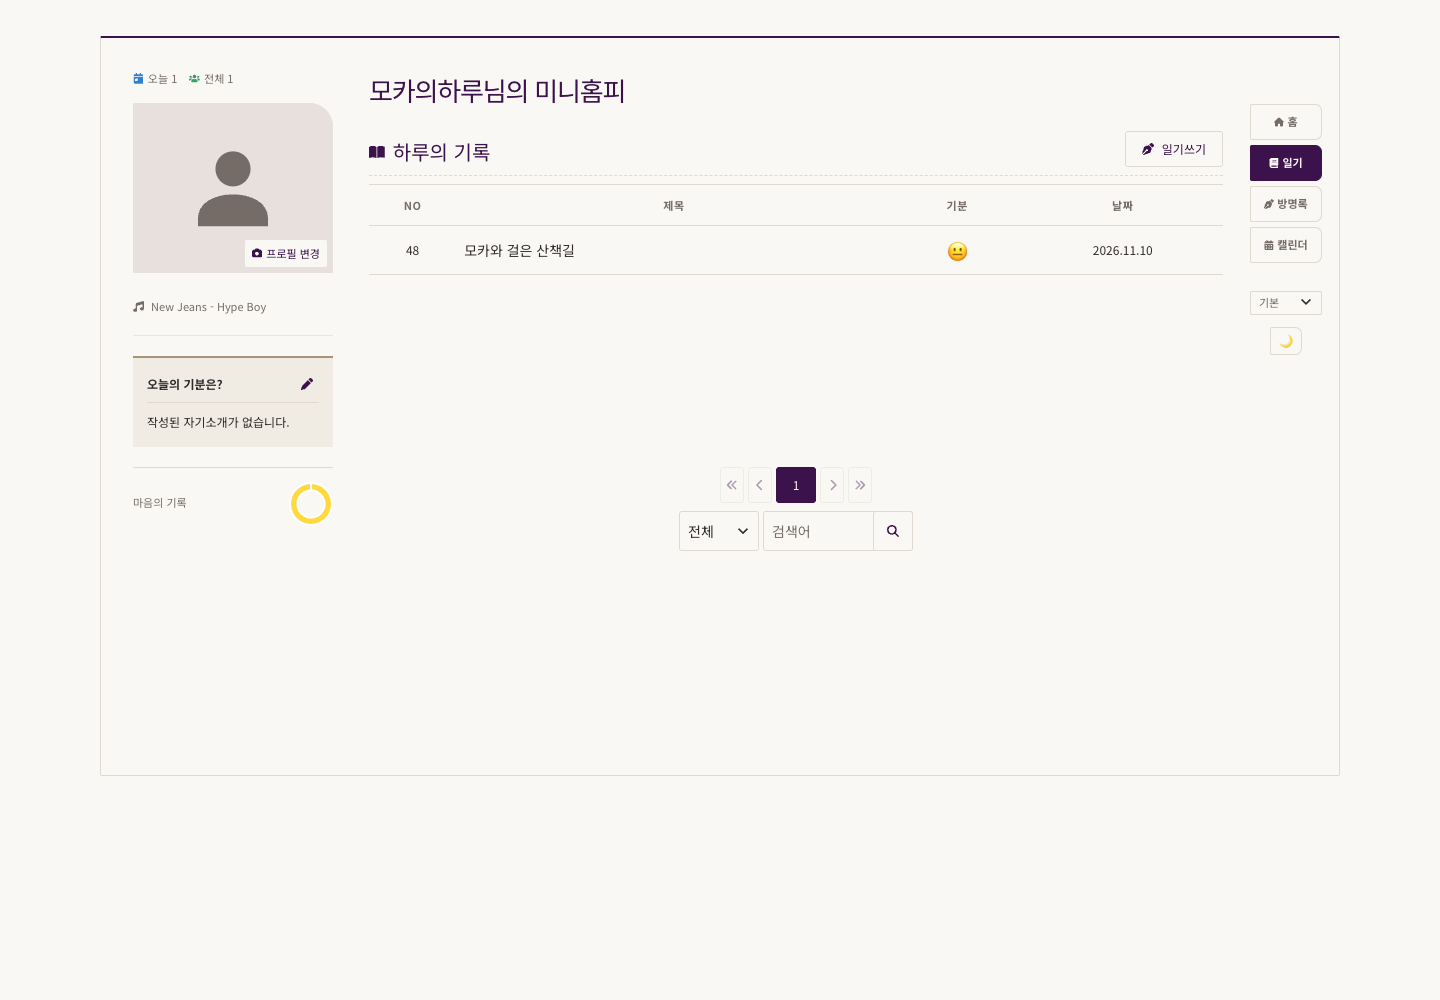 오늘 1 전체 1
프로필 변경
New Jeans - Hype Boy
오늘의 기분은?
작성된 자기소개가 없습니다.
마음의 기록
모카의하루님의 미니홈피
하루의 기록
일기쓰기
NO 제목 기분 날짜
48 모카와 걸은 산책길 2026.11.10
1
전체 검색어
홈
일기
방명록
캘린더
기본